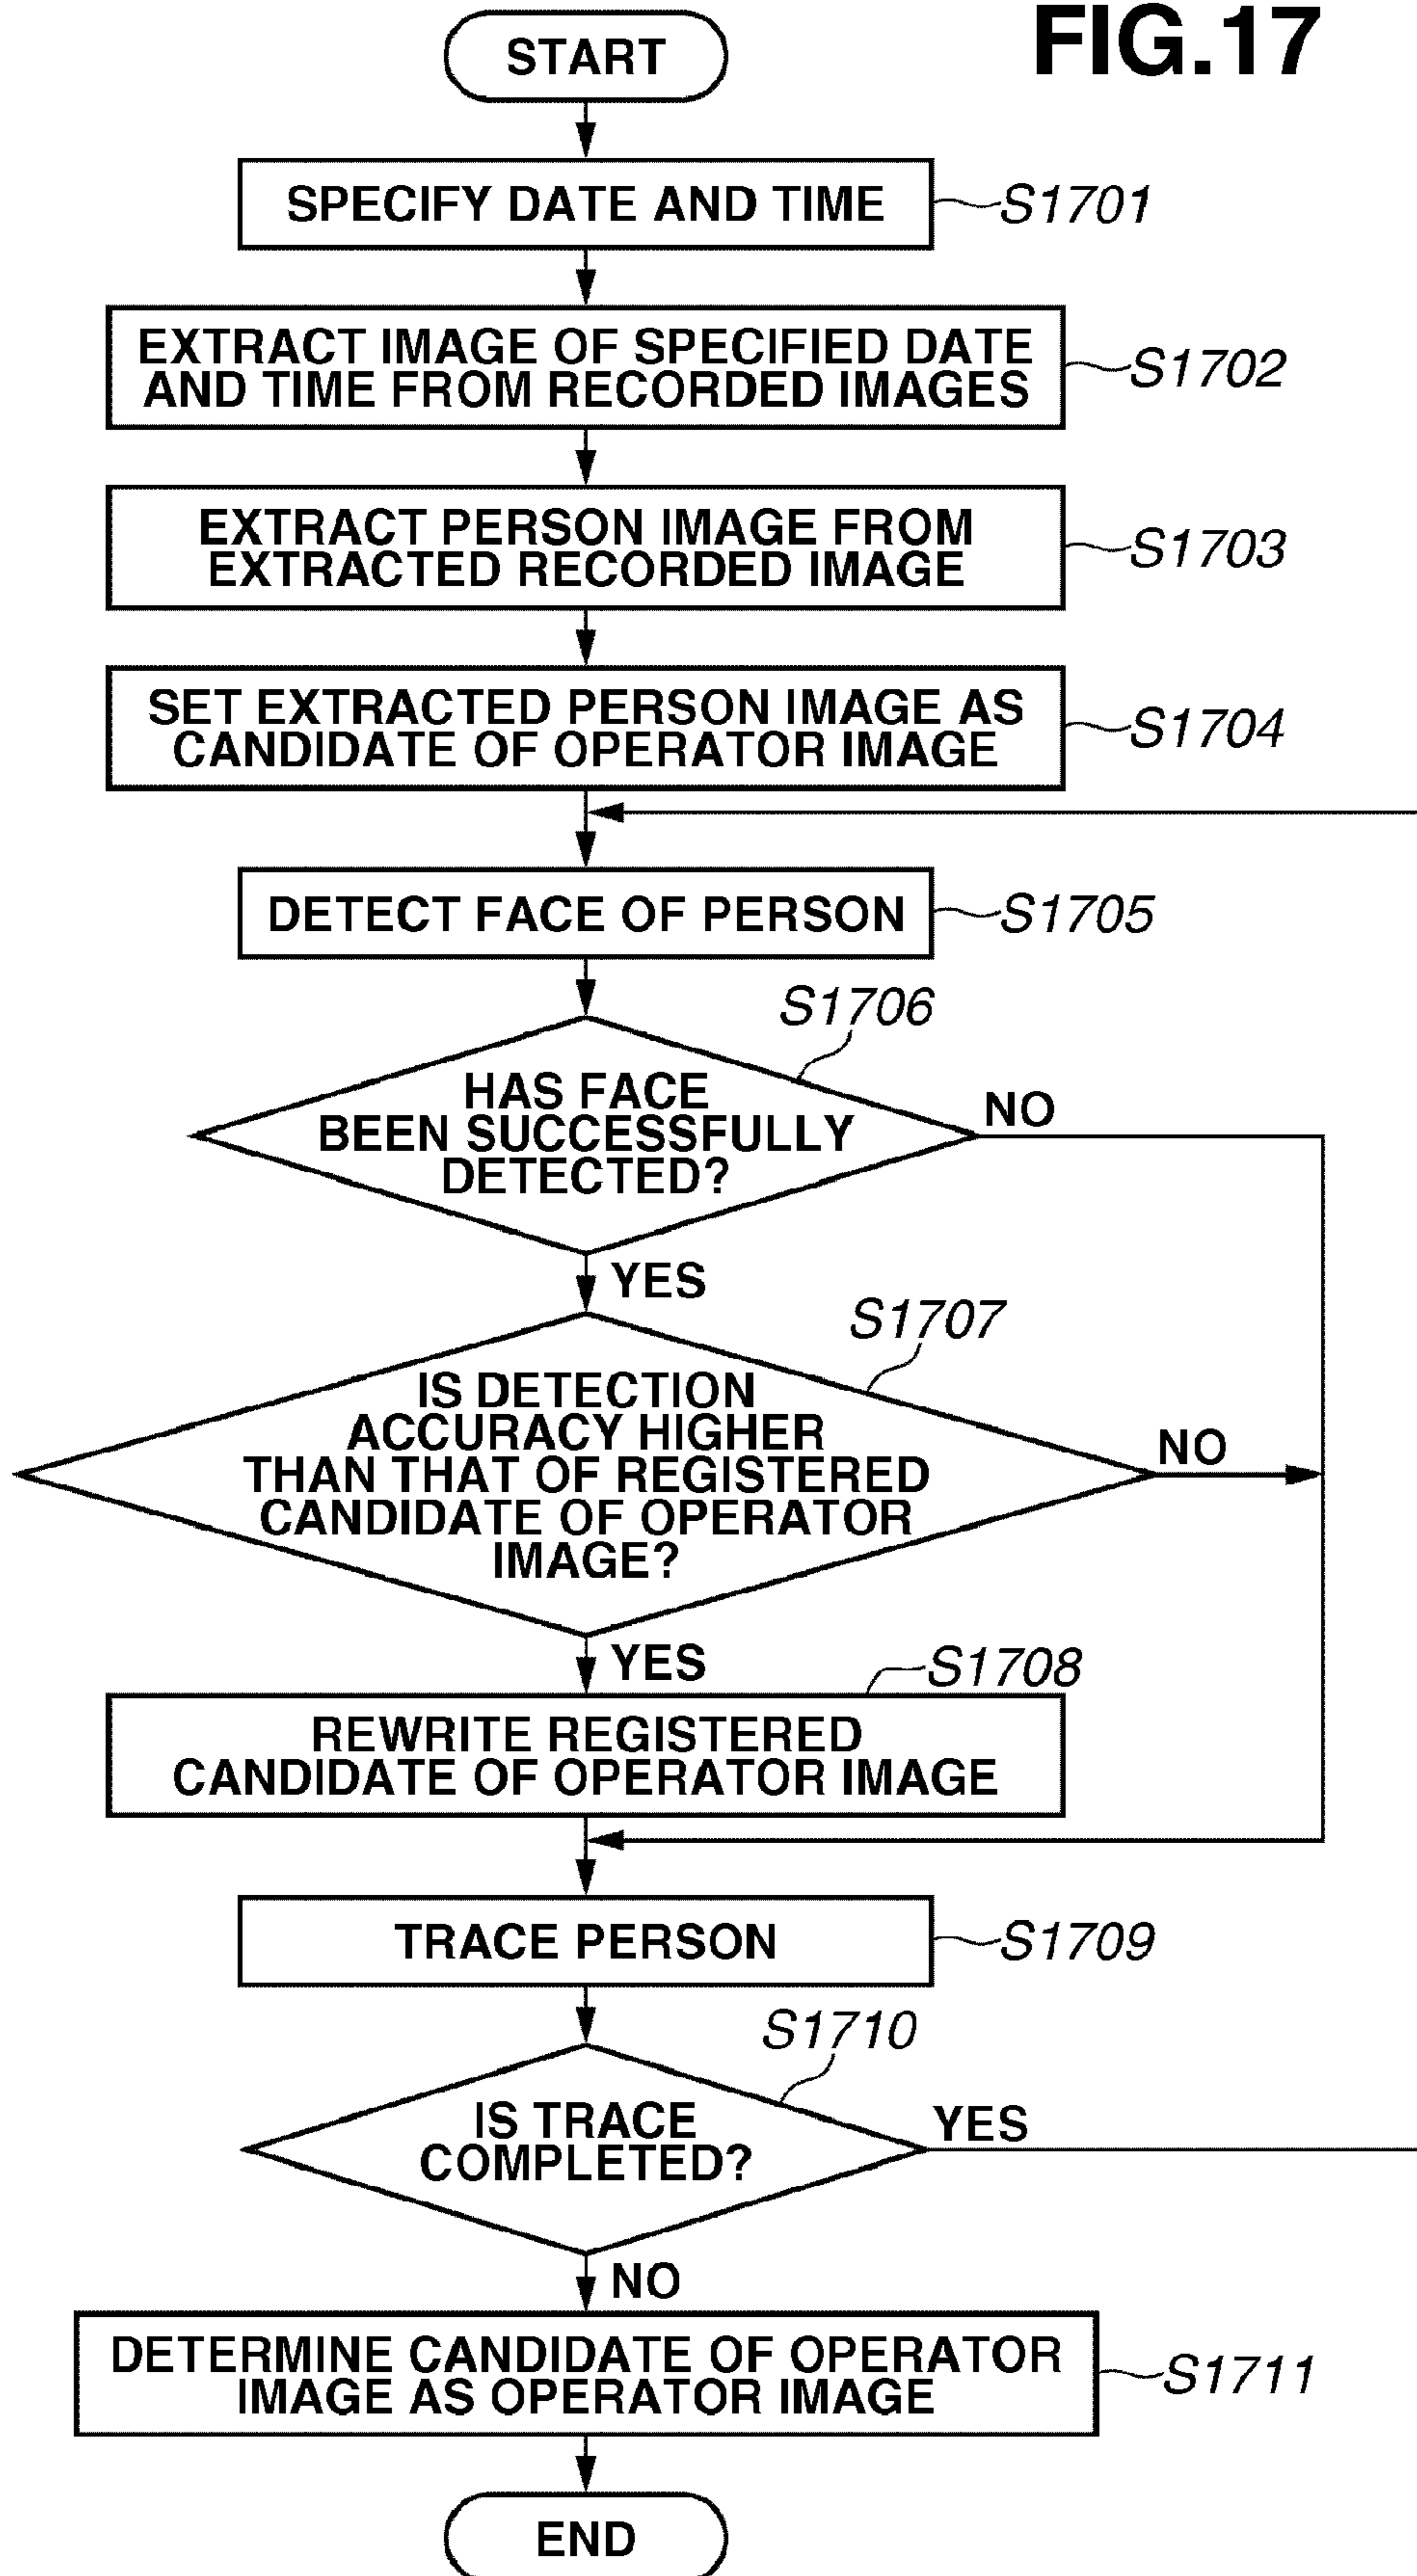 FIG.17
START
SPECIFY DATE AND TIME
S1701
EXTRACT IMAGE OF SPECIFIED DATE
AND TIME FROM RECORDED IMAGES
S1702
EXTRACT PERSON IMAGE FROM
EXTRACTED RECORDED IMAGE
S1703
SET EXTRACTED PERSON IMAGE AS
CANDIDATE OF OPERATOR IMAGE
S1704
DETECT FACE OF PERSON
S1705
S1706
HAS FACE
BEEN SUCCESSFULLY
DETECTED?
NO
YES
S1707
IS DETECTION
ACCURACY HIGHER
THAN THAT OF REGISTERED
CANDIDATE OF OPERATOR
IMAGE?
NO
YES
S1708
REWRITE REGISTERED
CANDIDATE OF OPERATOR IMAGE
TRACE PERSON
S1709
S1710
IS TRACE
COMPLETED?
YES
NO
DETERMINE CANDIDATE OF OPERATOR
IMAGE AS OPERATOR IMAGE
S1711
END